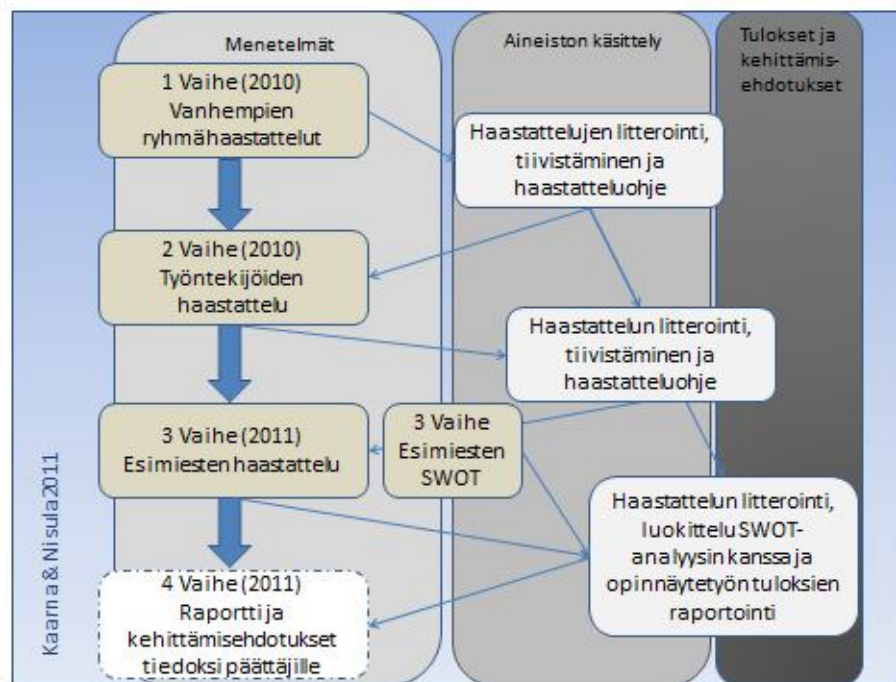 Menetelmät
Aineiston käsittely
Tulokset ja
kehittämis-
ehdotukset
1 Vaihe (2010)
Vanhempien
ryhmähaastattelut
Haastattelujen litterointi,
tiivistäminen ja
haastatteluohje
2 Vaihe (2010)
Työntekijöiden
haastattelu
Haastattelun litterointi,
tiivistäminen ja
haastatteluohje
3 Vaihe (2011)
Esimiesten haastattelu
3 Vaihe
Esimiesten
SWOT
Haastattelun litterointi,
luokittelu SWOT-
analyysin kanssa ja
opinnäytetyön tuloksien
raportointi
4 Vaihe (2011)
Raportti ja
kehittämisehdotukset
tiedoksi päättäjille
Kaarna & Nisula2011